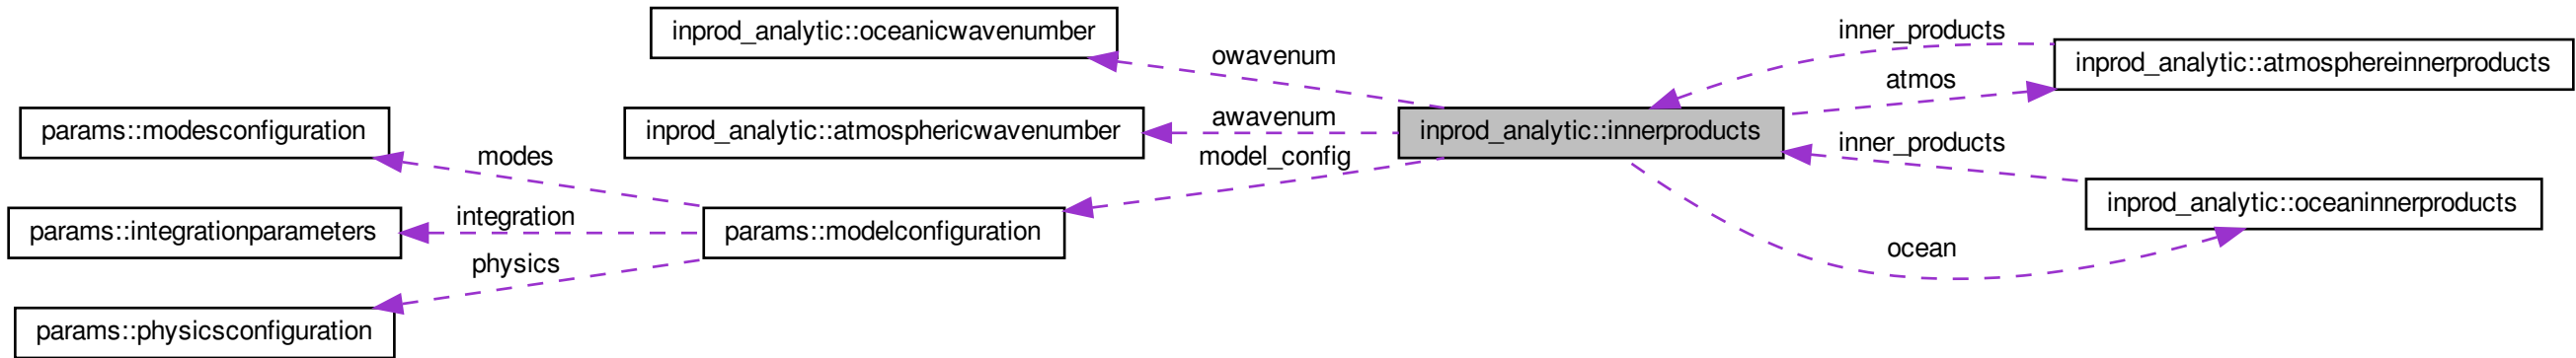 inprod_analytic::oceanicwavenumber
owavenum
inner_products
inprod_analytic::atmosphereinnerproducts
atmos
params::modesconfiguration
inprod_analytic::atmosphericwavenumber
awavenum
inprod_analytic::innerproducts
inner_products
modes
model_config
inprod_analytic::oceaninnerproducts
params::integrationparameters
integration
params::modelconfiguration
ocean
physics
params::physicsconfiguration